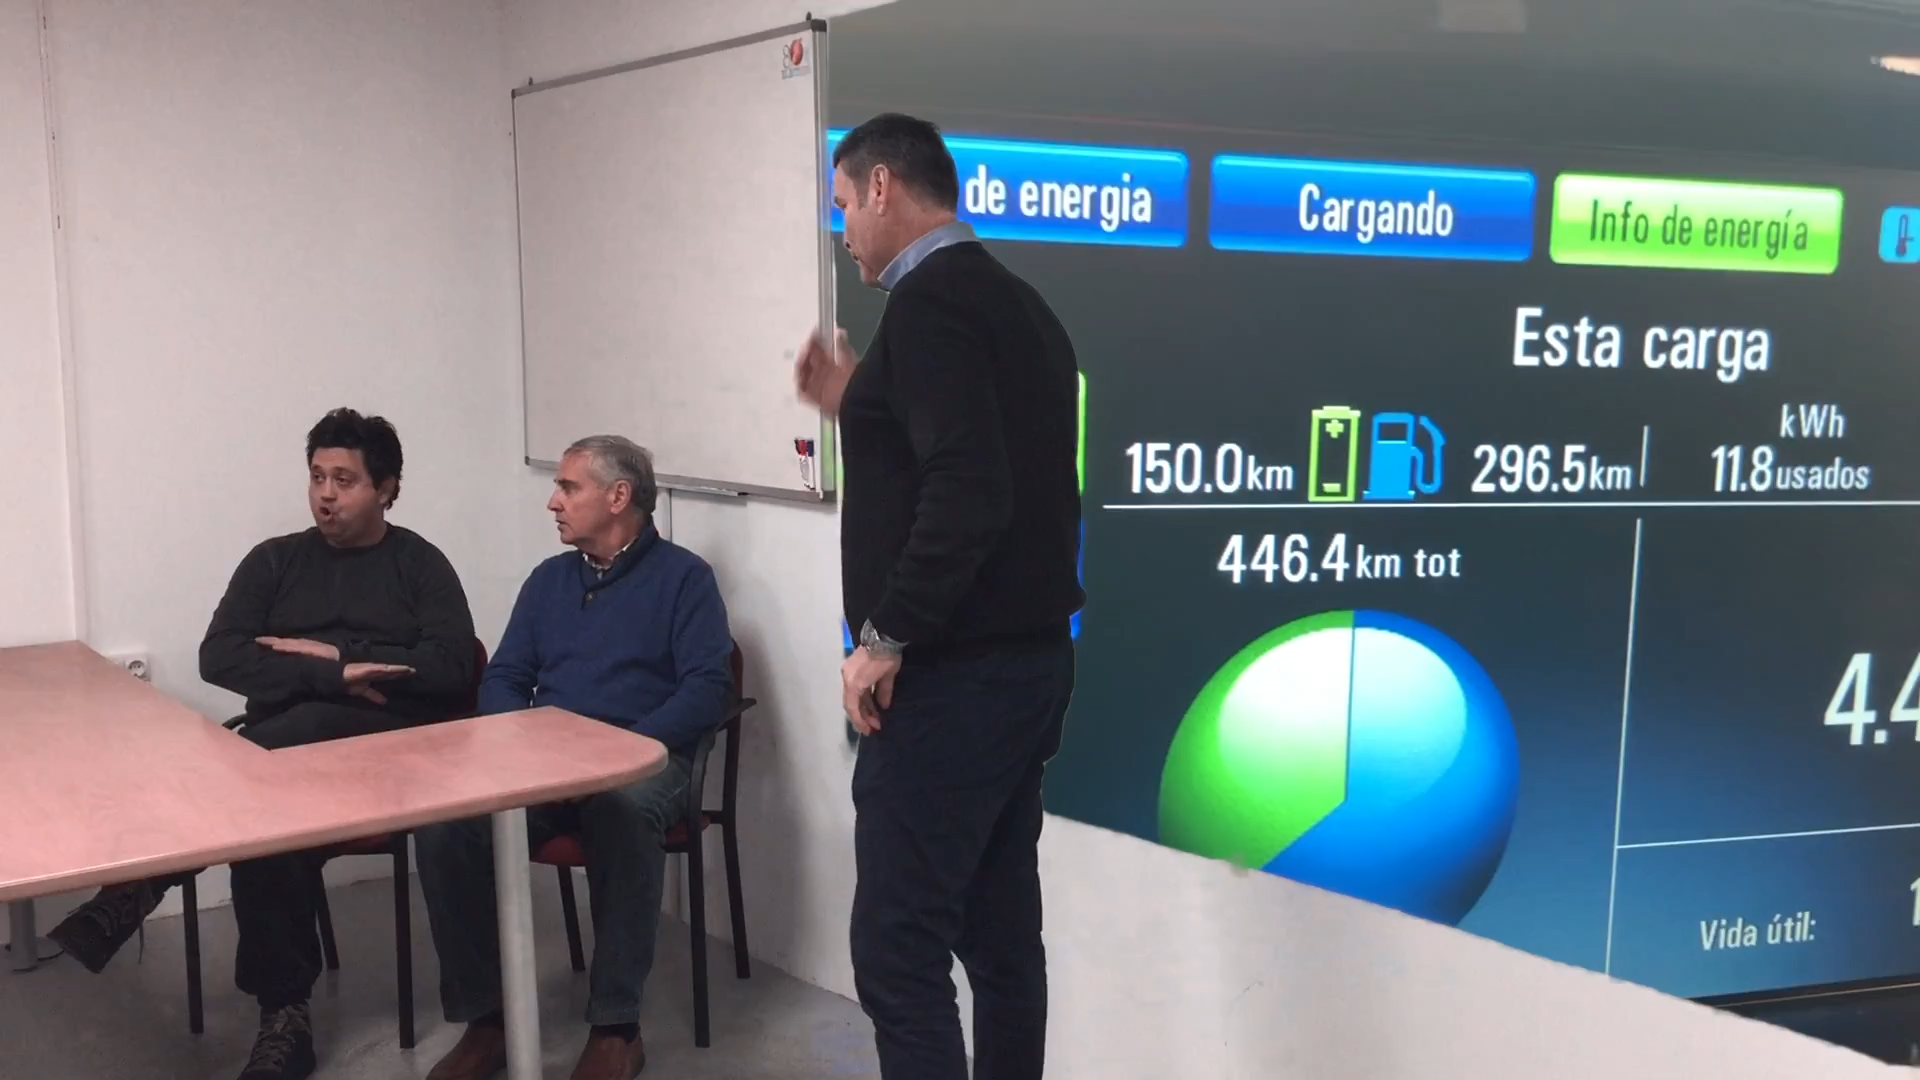 de energia
Cargando
Info de energía
Esta carga
150.0km
296.5km
kWh
11.8usados
446.4km tot
4.4
Vida útil: